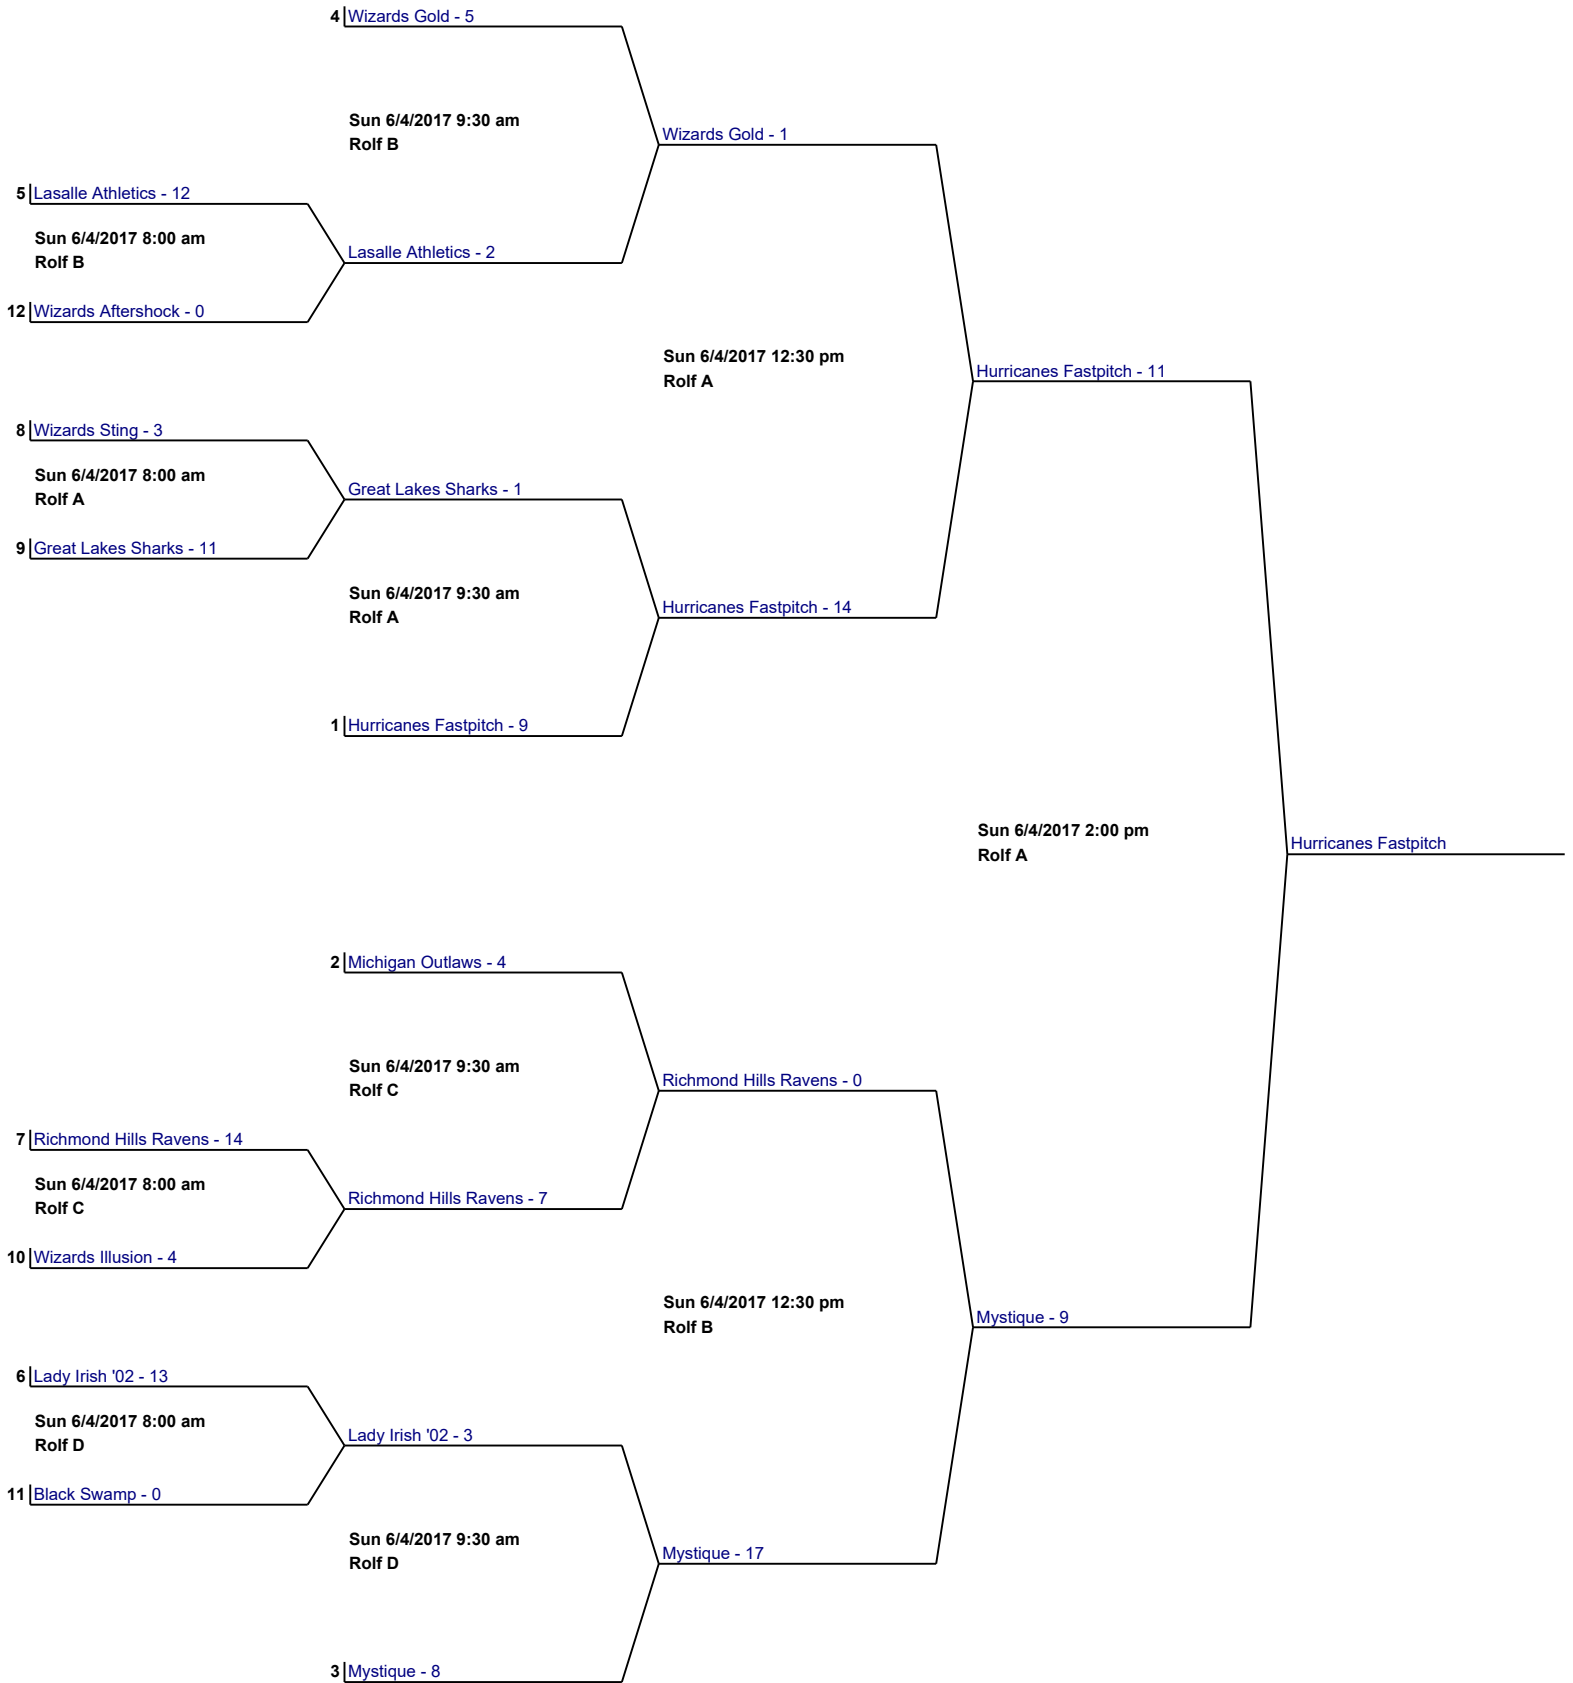 4 Wizards Gold - 5
Sun 6/4/2017 9:30 am
Rolf B
Wizards Gold - 1
5 Lasalle Athletics - 12
Sun 6/4/2017 8:00 am
Rolf B
Lasalle Athletics - 2
12 Wizards Aftershock - 0
Sun 6/4/2017 12:30 pm
Rolf A
Hurricanes Fastpitch - 11
8 Wizards Sting - 3
Sun 6/4/2017 8:00 am
Rolf A
Great Lakes Sharks - 1
9 Great Lakes Sharks - 11
Sun 6/4/2017 9:30 am
Rolf A
Hurricanes Fastpitch - 14
1 Hurricanes Fastpitch - 9
Sun 6/4/2017 2:00 pm
Rolf A
Hurricanes Fastpitch
2 Michigan Outlaws - 4
Sun 6/4/2017 9:30 am
Rolf C
Richmond Hills Ravens - 0
7 Richmond Hills Ravens - 14
Sun 6/4/2017 8:00 am
Rolf C
Richmond Hills Ravens - 7
10 Wizards Illusion - 4
Sun 6/4/2017 12:30 pm
Rolf B
Mystique - 9
6 Lady Irish '02 - 13
Sun 6/4/2017 8:00 am
Rolf D
Lady Irish '02 - 3
11 Black Swamp - 0
Sun 6/4/2017 9:30 am
Rolf D
Mystique - 17
3 Mystique - 8